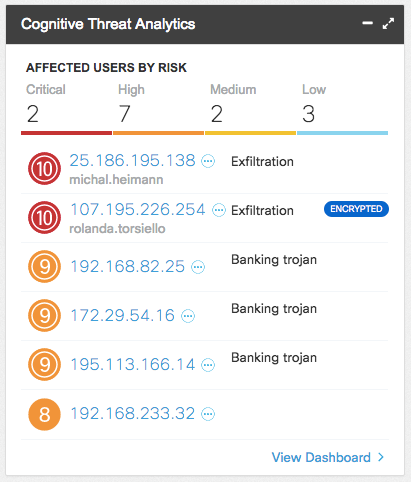 Cognitive Threat Analytics
AFFECTED USERS BY RISK
Critical High Medium Low
2 7 2 3
10 25.186.195.138 Exfiltration
michal.heimann
10 107.195.226.254 Exfiltration ENCRYPTED
rolanda.torsiello
9 192.168.82.25 Banking trojan
9 172.29.54.16 Banking trojan
9 195.113.166.14 Banking trojan
8 192.168.233.32
View Dashboard